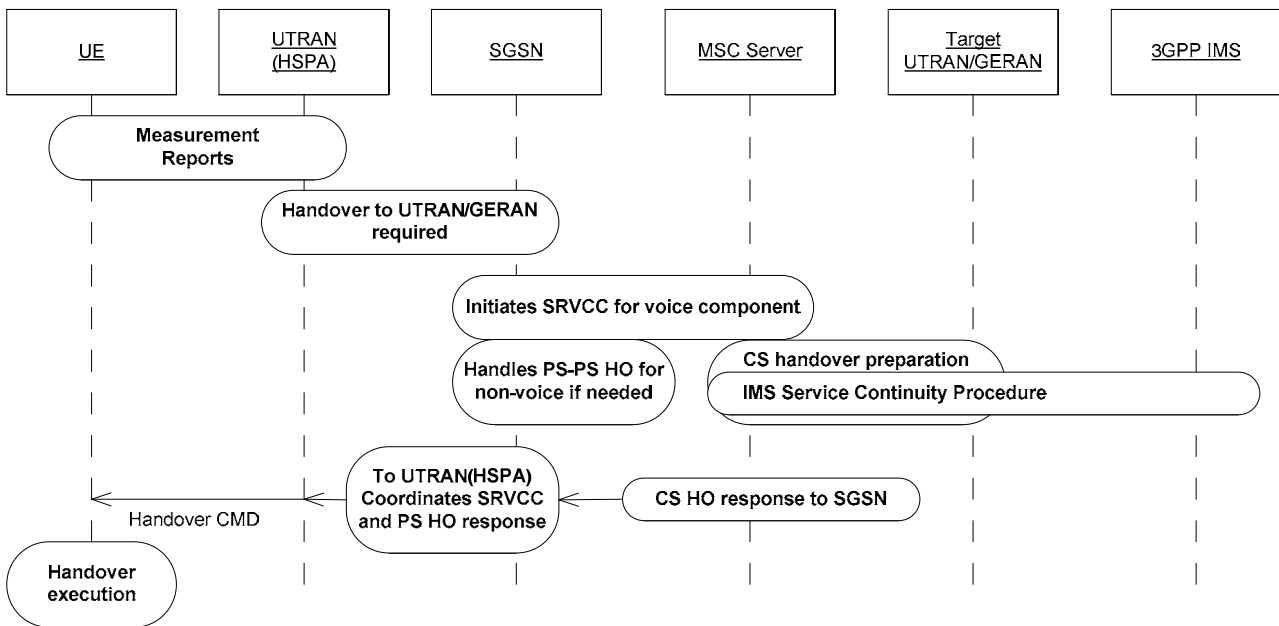 UE
UTRAN
(HSPA)
SGSN
MSC Server
Target
UTRAN/GERAN
3GPP IMS
Measurement
Reports
Handover to UTRAN/GERAN
required
Initiates SRVCC for voice component
Handles PS-PS HO for
non-voice if needed
CS handover preparation
IMS Service Continuity Procedure
To UTRAN(HSPA)
Coordinates SRVCC
and PS HO response
CS HO response to SGSN
Handover CMD
Handover
execution